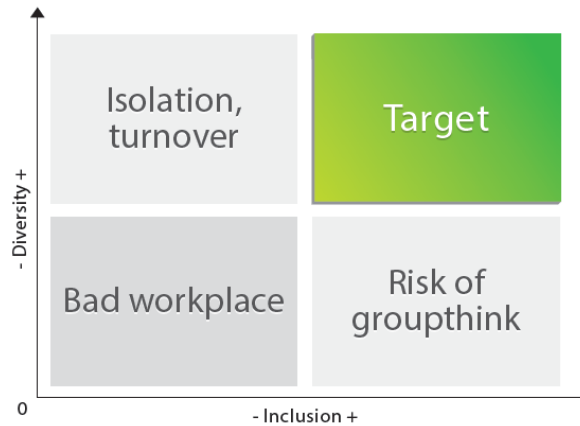 Isolation,
turnover
Target
- Diversity +
Bad workplace
Risk of
groupthink
0
- Inclusion +